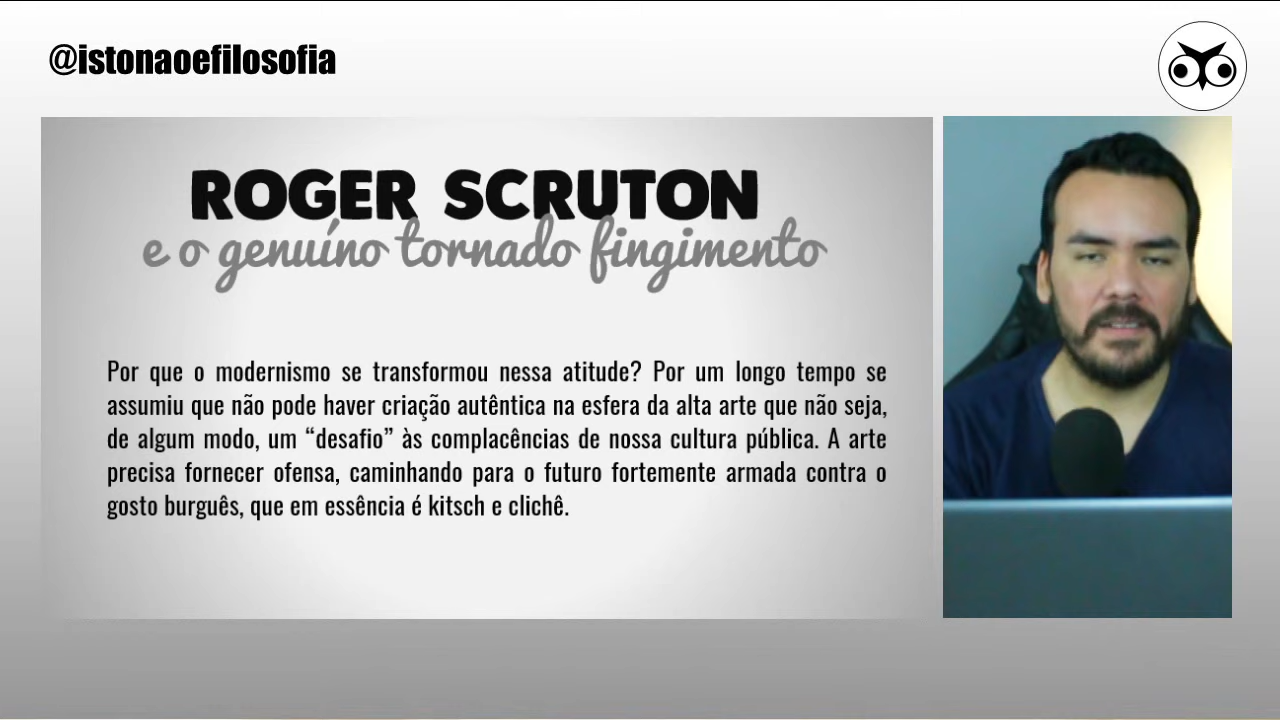 @istonaoefilosofia
ROGER SCRUTON
e o genuíno tornado fingimento
Por que o modernismo se transformou nessa atitude? Por um longo tempo se
assumiu que não pode haver criação autêntica na esfera da alta arte que não seja,
de algum modo, um “desafio” às complacências de nossa cultura pública. A arte
precisa fornecer ofensa, caminhando para o futuro fortemente armada contra o
gosto burguês, que em essência é kitsch e clichê.